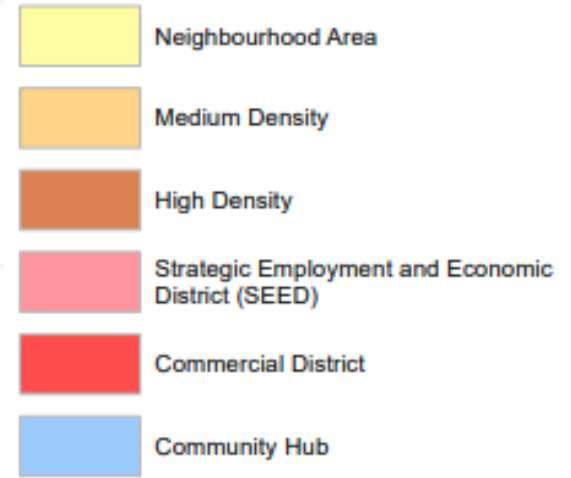 Neighbourhood Area
Medium Density
High Density
Strategic Employment and Economic
District (SEED)
Commercial District
Community Hub